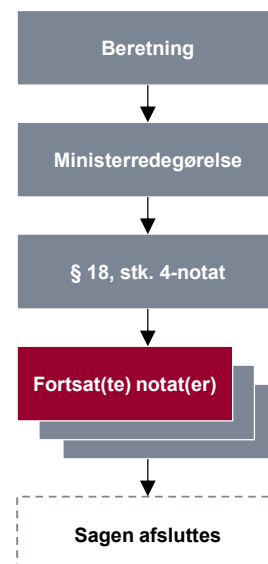 Beretning
Ministerredegørelse
§ 18, stk. 4-notat
Fortsat(te) notat(er)
Sagen afsluttes